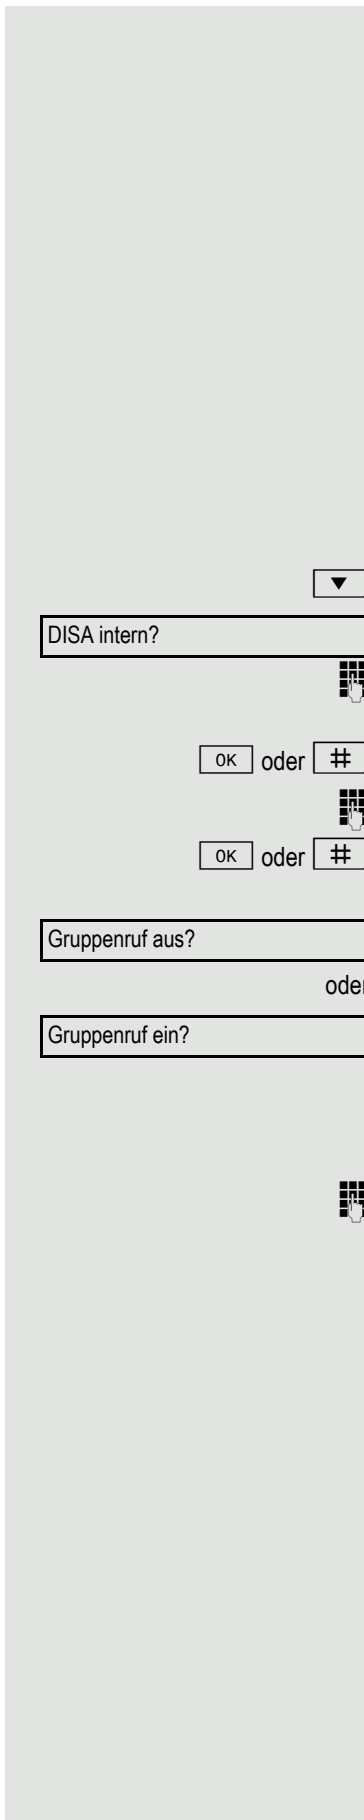 DISA intern?
OK oder #
OK oder #
Gruppenruf aus?
oder
Gruppenruf ein?